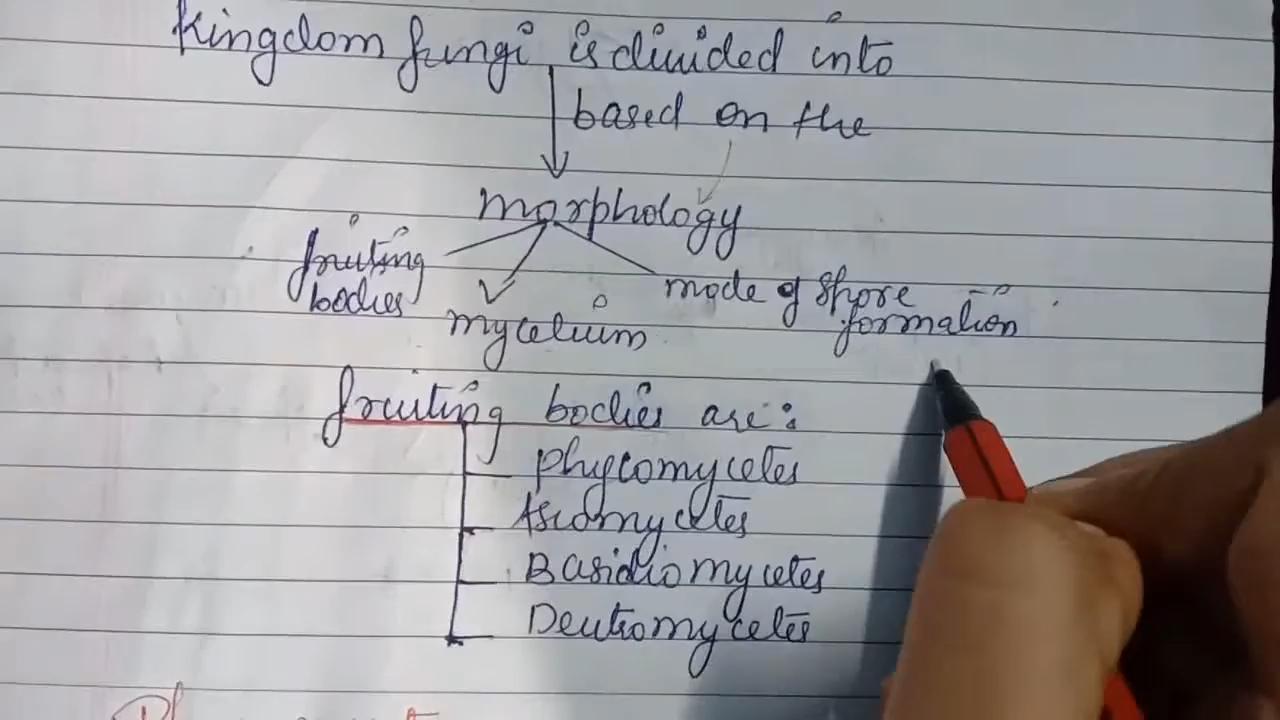 Kingdom fungi is divided into
based on the
morphology
fruiting
bodies
mycelium
mode of spore
formation
fruiting bodies are:
Phycomycetes
Ascomycetes
Basidiomycetes
Deutromycetes